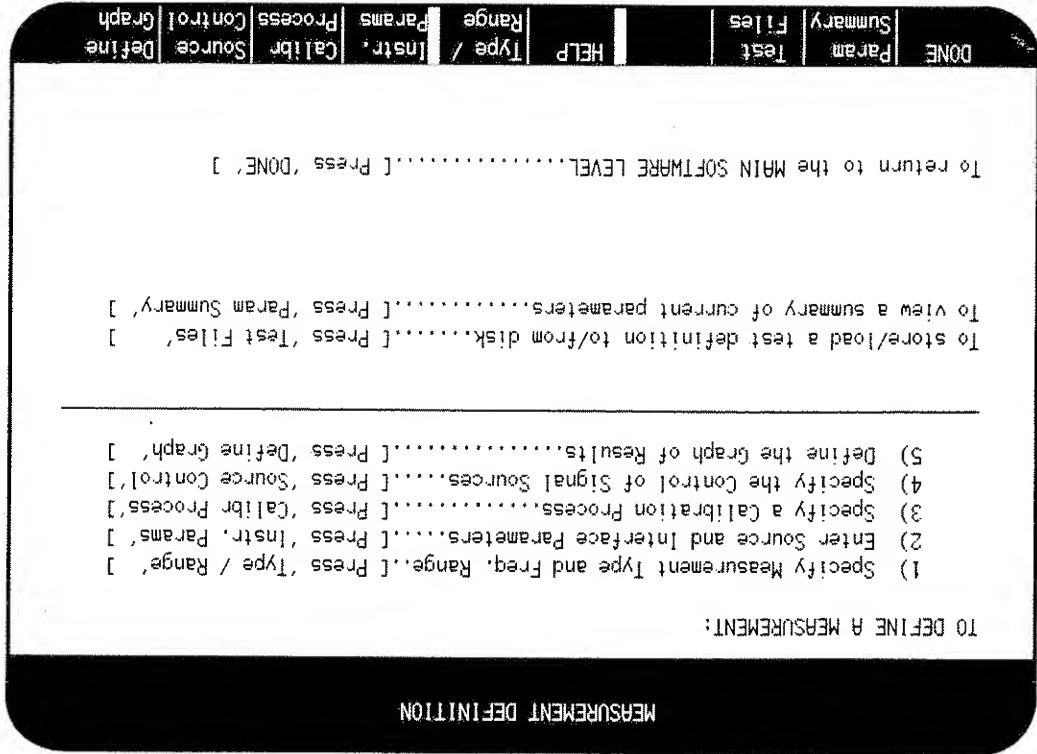 MEASUREMENT DEFINITION
TO DEFINE A MEASUREMENT:
1) Specify Measurement Type and Freq. Range..[ Press 'Type / Range' ]
2) Enter Source and Interface Parameters.....[ Press 'Instr. Params' ]
3) Specify a Calibration Process.............[ Press 'Calibr Process']
4) Specify the Control of Signal Sources.....[ Press 'Source Control']
5) Define the Graph of Results...............[ Press 'Define Graph' ]
To store/load a test definition to/from disk.......[ Press 'Test Files' ]
To view a summary of current parameters.............[ Press 'Param Summary' ]
To return to the MAIN SOFTWARE LEVEL................[ Press 'DONE' ]
DONE Param Test HELP Type / Instr. Calibr Source Define
Summary Files Range Params Process Control Graph